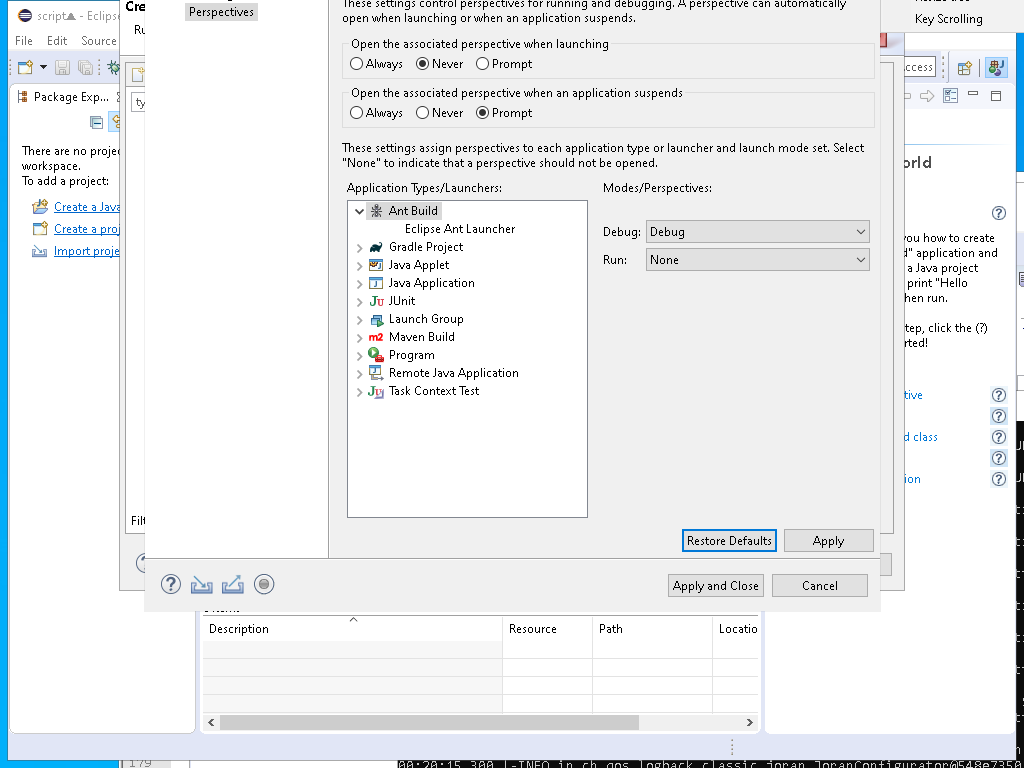 script - Eclips
File Edit Source
Package Exp...
There are no proje
workspace.
To add a project:
Create a Java
Create a proj
Import proje
Cre
Ru
ty
Filt
Perspectives
These settings control perspectives for running and debugging. A perspective can automatically
open when launching or when an application suspends.
Open the associated perspective when launching
Always Never Prompt
Open the associated perspective when an application suspends
Always Never Prompt
These settings assign perspectives to each application type or launcher and launch mode set. Select
"None" to indicate that a perspective should not be opened.
Application Types/Launchers:
Ant Build
Eclipse Ant Launcher
Gradle Project
Java Applet
Java Application
JUnit
Launch Group
Maven Build
Program
Remote Java Application
Task Context Test
Modes/Perspectives:
Debug: Debug
Run: None
Restore Defaults Apply
Apply and Close Cancel
Key Scrolling
ccess
orld
you how to create
d" application and
a Java project
print "Hello
hen run.
tep, click the (?)
rted!
tive
d class
ion
Description Resource Path Locatio
179
00:20:15,300 |-INFO in ch.qos.logback.classic.joran.JoranConfigurator@548e7350